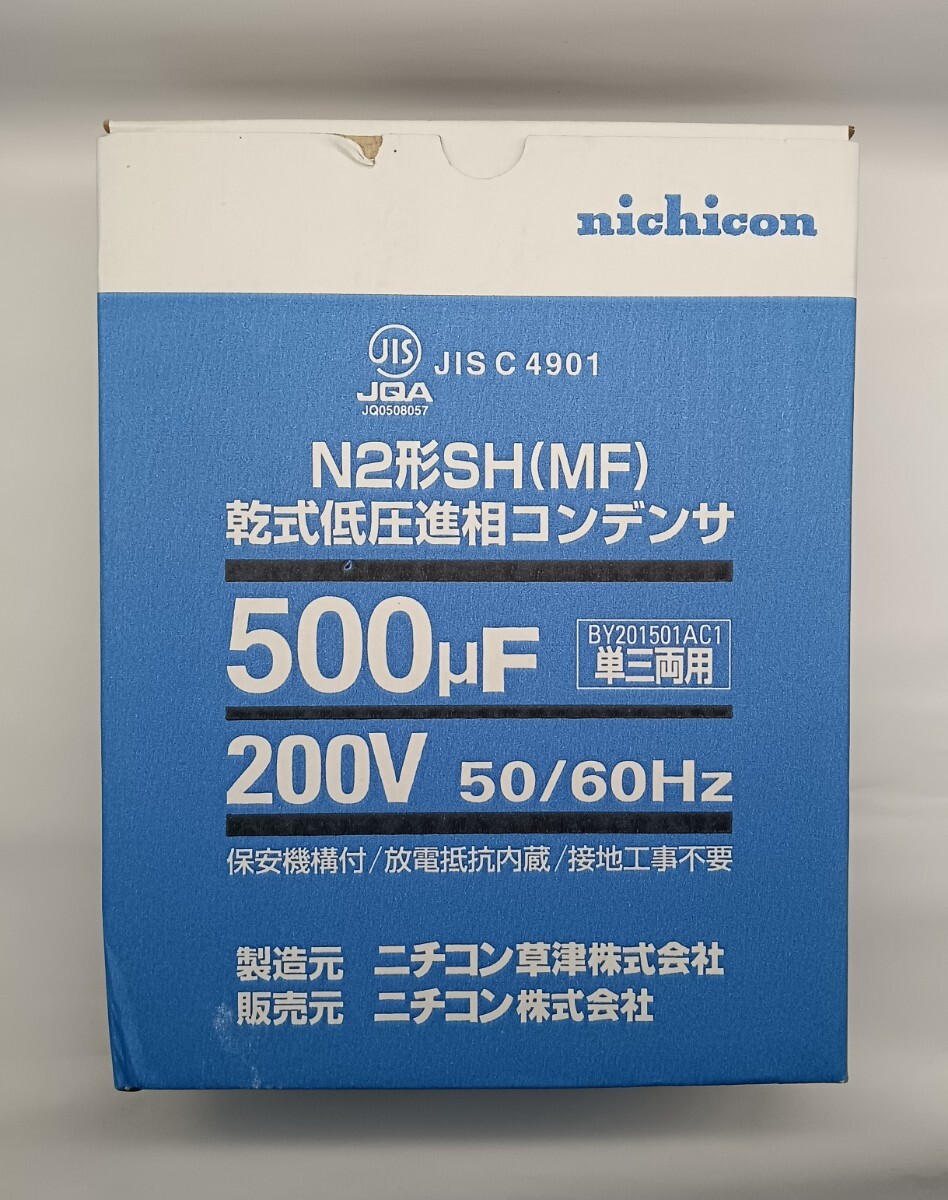 nichicon
JIS JIS C 4901
JQA
JQ0508057
N2形SH(MF)
乾式低圧進相コンデンサ
500μF
BY201501AC1
単三両用
200V 50/60Hz
保安機構付/放電抵抗内蔵/接地工事不要
製造元 ニチコン草津株式会社
販売元 ニチコン株式会社